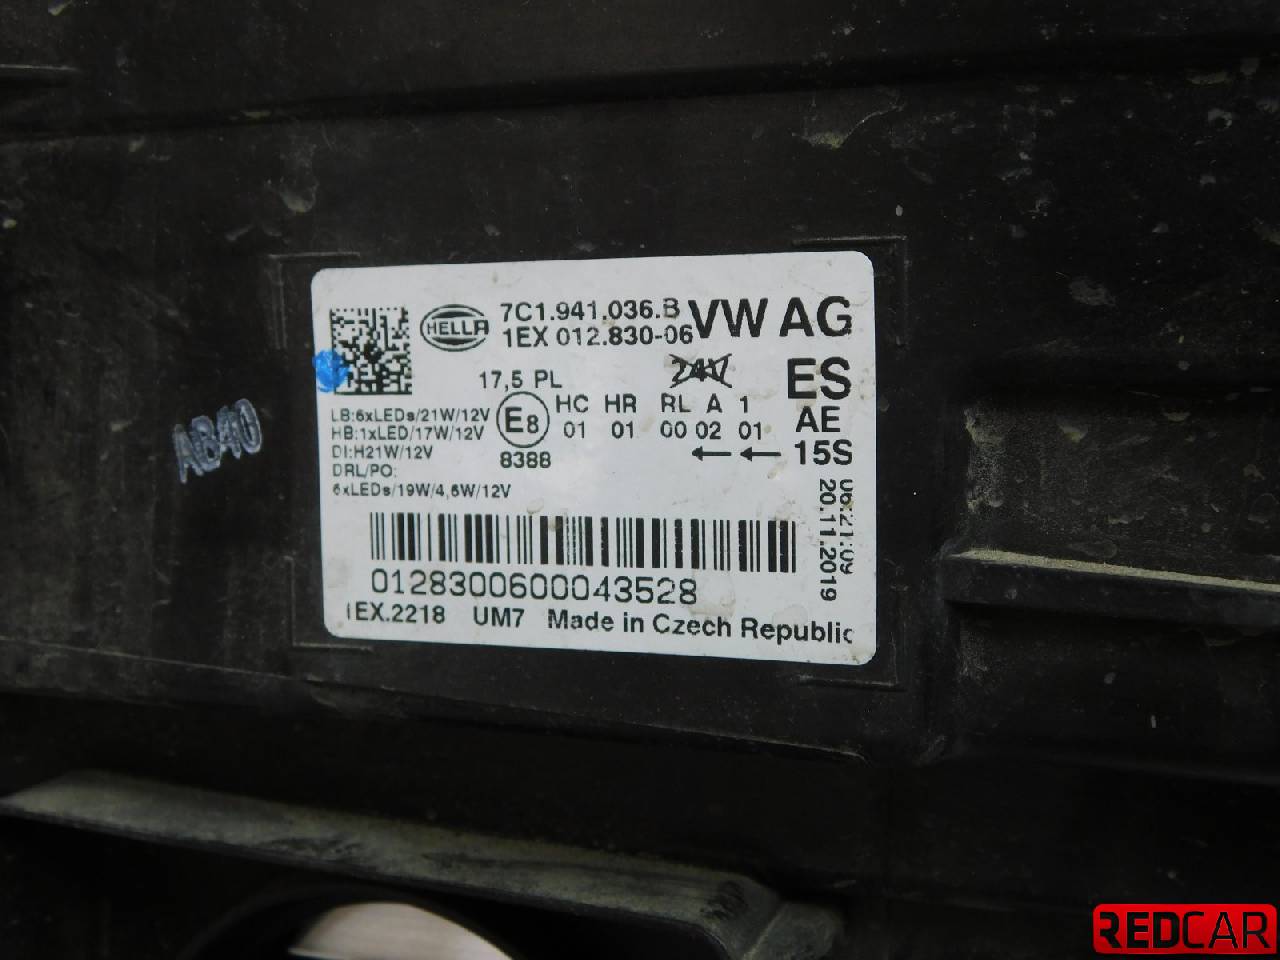 HELLA
7C1.941.036.B
1EX 012.830-06
VW AG
17,5 PL
24V
ES
LB:6xLEDs/21W/12V
HB:1xLED/17W/12V
DI:H21W/12V
DRL/PO:
6xLEDs/19W/4,6W/12V
E8
8388
HC HR RL A 1
01 01 00 02 01
← ←
AE
15S
06:21:09
20.11.2019
0128300600043528
1EX.2218 UM7 Made in Czech Republic
AB40
REDCAR